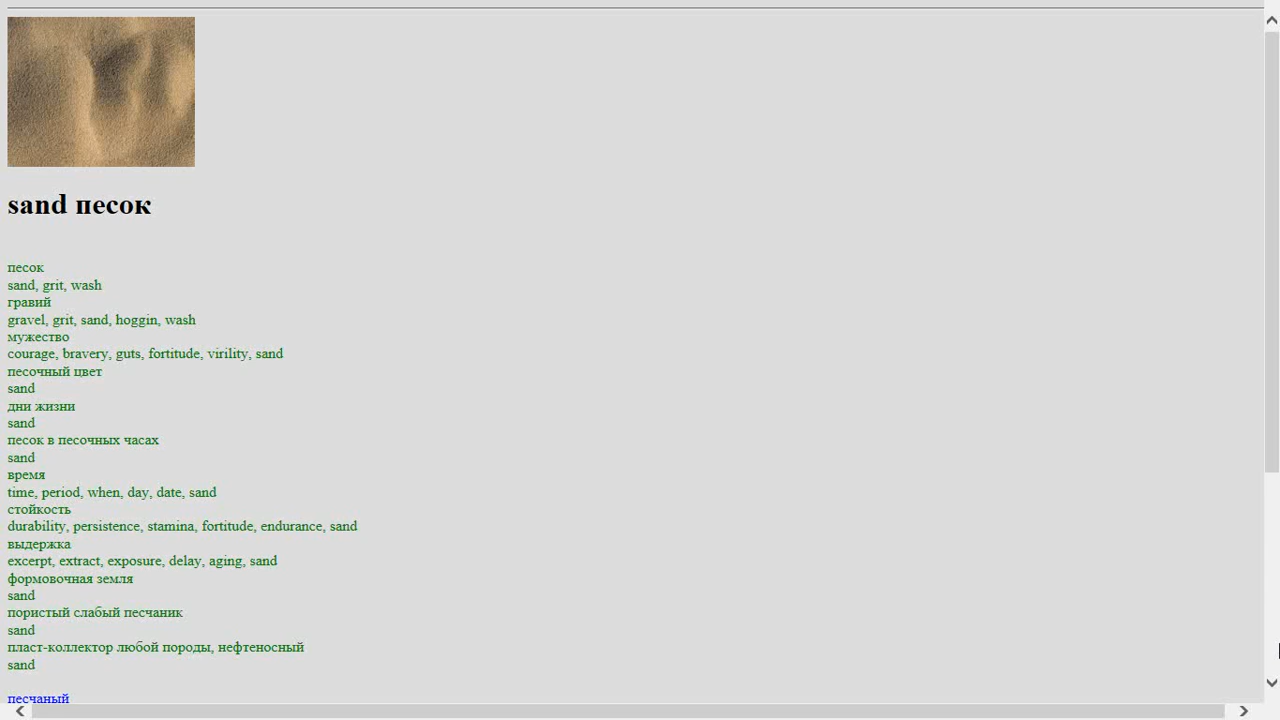 sand песок
песок
sand, grit, wash
гравий
gravel, grit, sand, hoggin, wash
мужество
courage, bravery, guts, fortitude, virility, sand
песочный цвет
sand
дни жизни
sand
песок в песочных часах
sand
время
time, period, when, day, date, sand
стойкость
durability, persistence, stamina, fortitude, endurance, sand
выдержка
excerpt, extract, exposure, delay, aging, sand
формовочная земля
sand
пористый слабый песчаник
sand
пласт-коллектор любой породы, нефтеносный
sand
песчаный